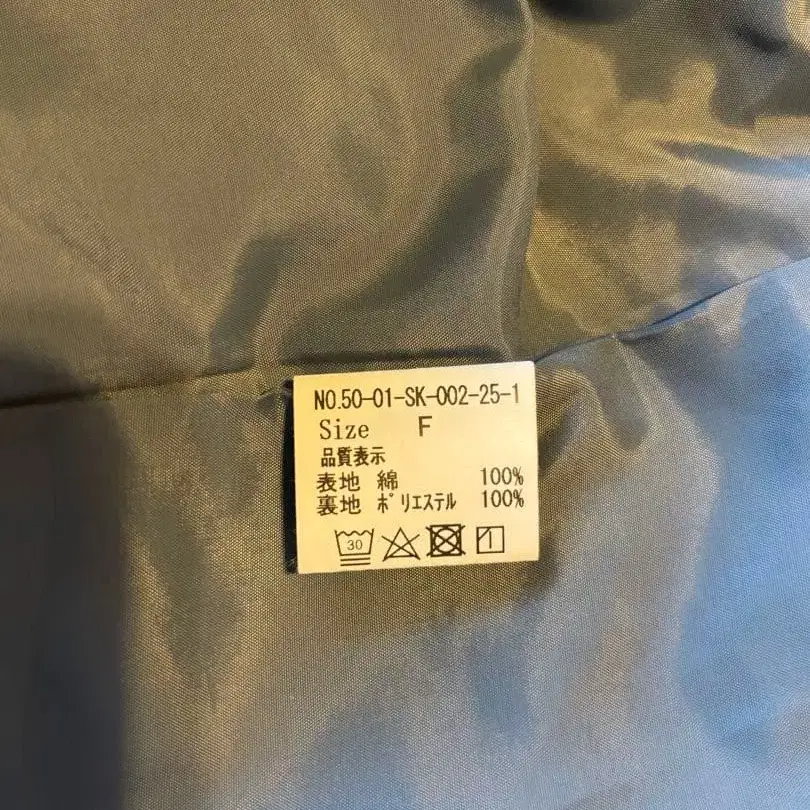 NO.50-01-SK-002-25-1
Size F
品質表示
表地 綿 100%
裏地 ポリエステル 100%
30